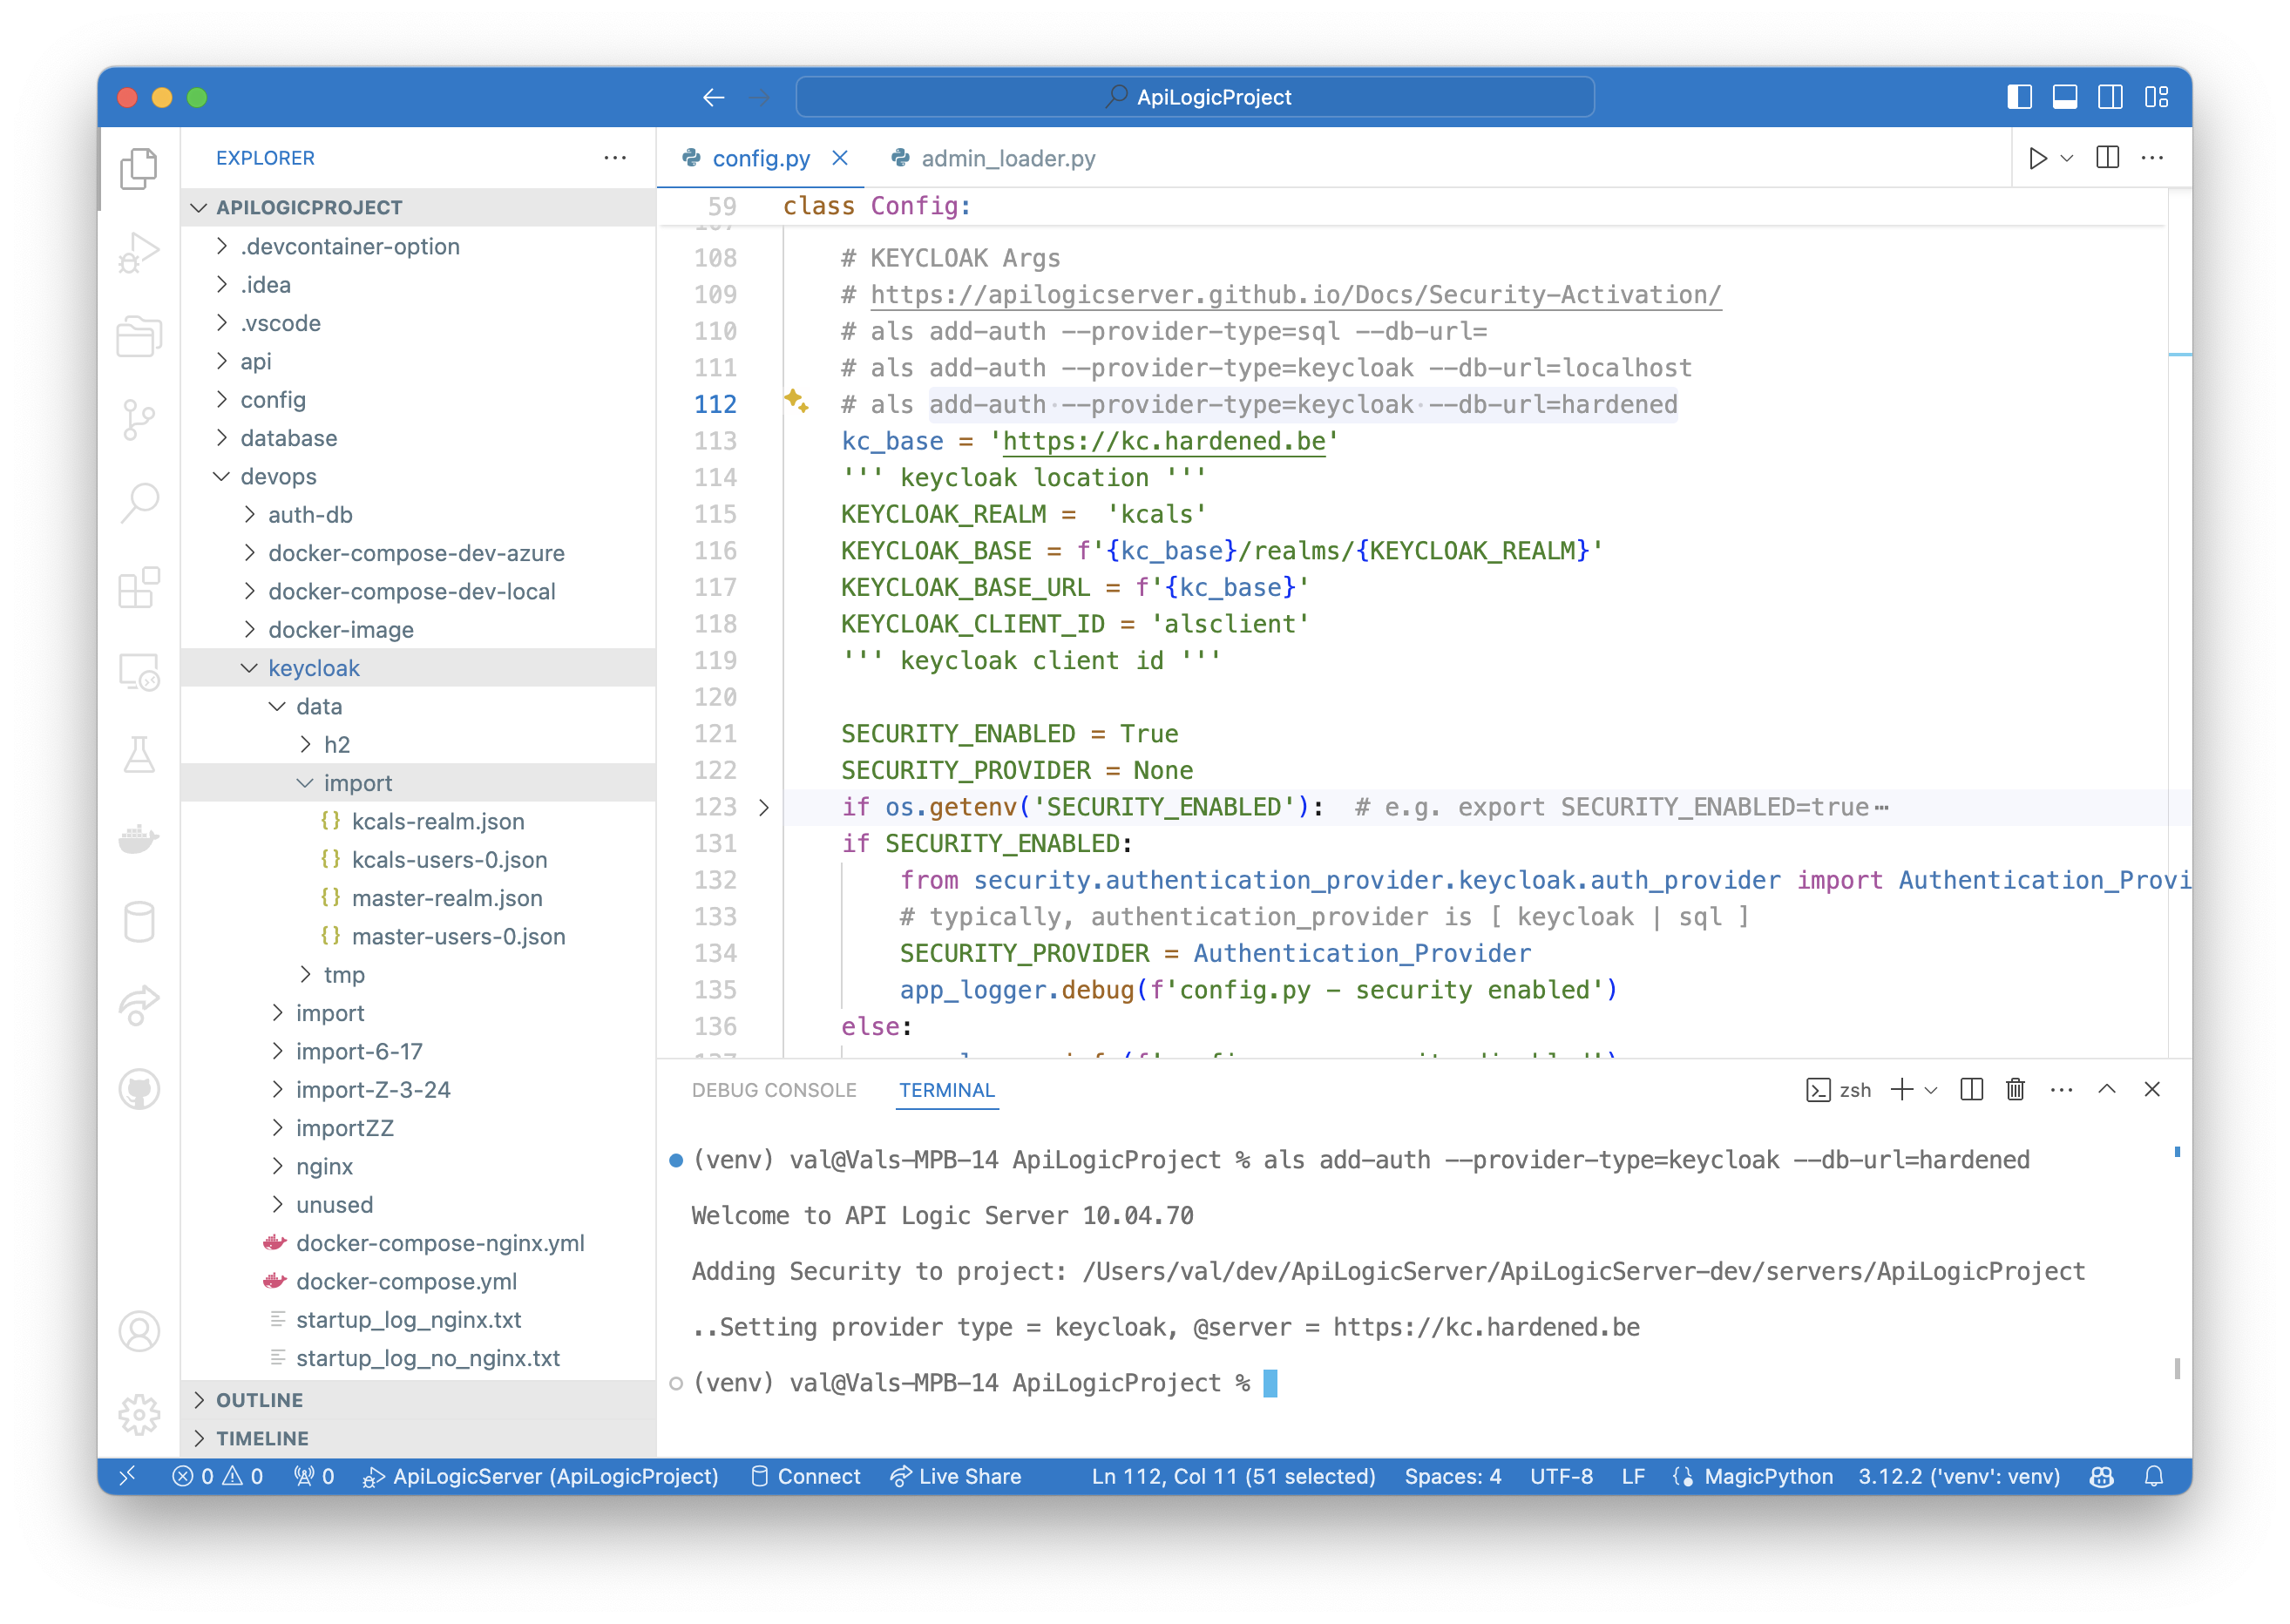 ApiLogicProject
EXPLORER
APILOGICPROJECT
.devcontainer-option
.idea
.vscode
api
config
database
devops
auth-db
docker-compose-dev-azure
docker-compose-dev-local
docker-image
keycloak
data
h2
import
kcals-realm.json
kcals-users-0.json
master-realm.json
master-users-0.json
tmp
import
import-6-17
import-Z-3-24
importZZ
nginx
unused
docker-compose-nginx.yml
docker-compose.yml
startup_log_nginx.txt
startup_log_no_nginx.txt
OUTLINE
TIMELINE
config.py admin_loader.py
59 class Config:
108 # KEYCLOAK Args
109 # https://apilogicserver.github.io/Docs/Security-Activation/
110 # als add-auth --provider-type=sql --db-url=
111 # als add-auth --provider-type=keycloak --db-url=localhost
112 # als add-auth --provider-type=keycloak --db-url=hardened
113 kc_base = 'https://kc.hardened.be'
114 ''' keycloak location '''
115 KEYCLOAK_REALM =  'kcals'
116 KEYCLOAK_BASE = f'{kc_base}/realms/{KEYCLOAK_REALM}'
117 KEYCLOAK_BASE_URL = f'{kc_base}'
118 KEYCLOAK_CLIENT_ID = 'alsclient'
119 ''' keycloak client id '''
120
121 SECURITY_ENABLED = True
122 SECURITY_PROVIDER = None
123 if os.getenv('SECURITY_ENABLED'):  # e.g. export SECURITY_ENABLED=true⋯
131 if SECURITY_ENABLED:
132 from security.authentication_provider.keycloak.auth_provider import Authentication_Provi
133 # typically, authentication_provider is [ keycloak | sql ]
134 SECURITY_PROVIDER = Authentication_Provider
135 app_logger.debug(f'config.py - security enabled')
136 else:
DEBUG CONSOLE TERMINAL zsh
(venv) val@Vals-MPB-14 ApiLogicProject % als add-auth --provider-type=keycloak --db-url=hardened
Welcome to API Logic Server 10.04.70
Adding Security to project: /Users/val/dev/ApiLogicServer/ApiLogicServer-dev/servers/ApiLogicProject
..Setting provider type = keycloak, @server = https://kc.hardened.be
(venv) val@Vals-MPB-14 ApiLogicProject %
0 0 0 ApiLogicServer (ApiLogicProject) Connect Live Share Ln 112, Col 11 (51 selected) Spaces: 4 UTF-8 LF MagicPython 3.12.2 ('venv': venv)